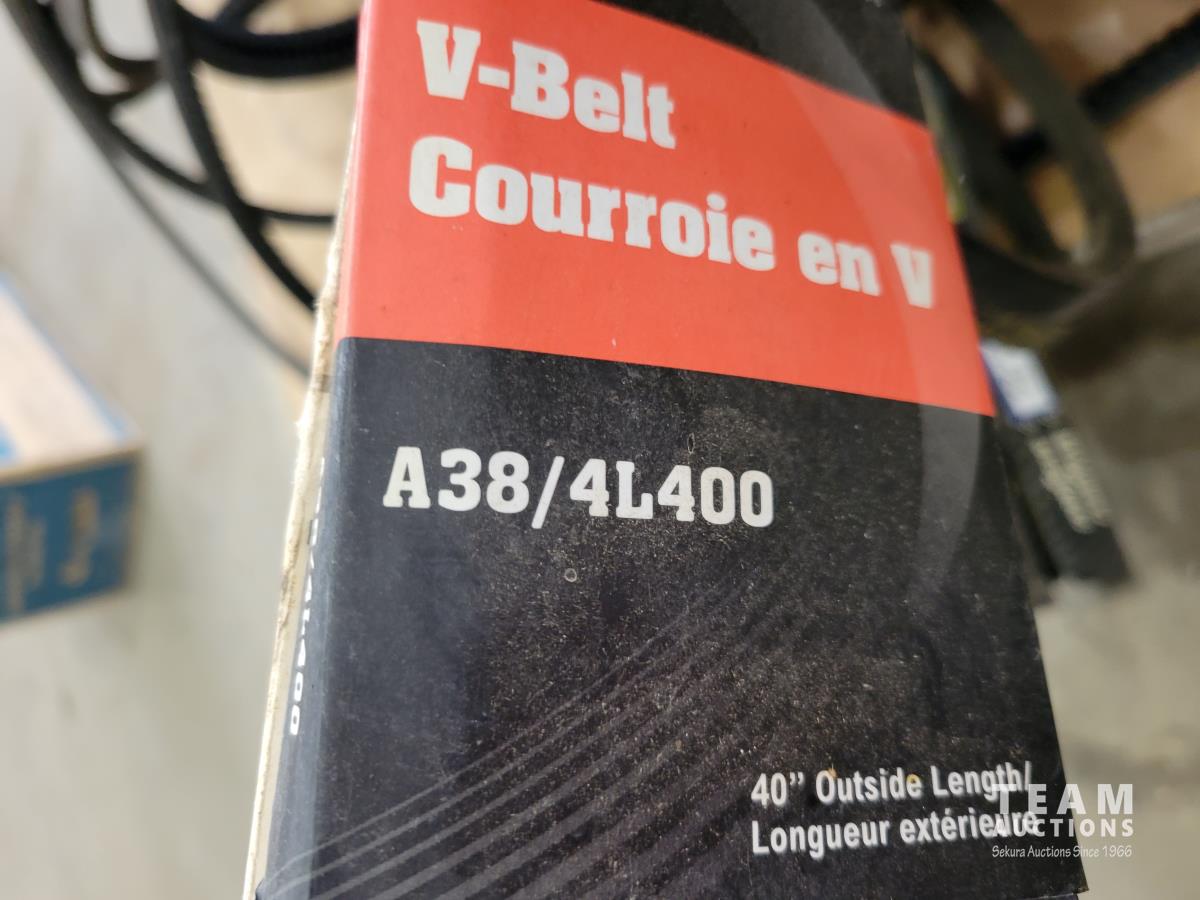 V-Belt
Courroie en V
A38/4L400
40” Outside Length/
Longueur extérieure
TEAM
AUCTIONS
Sekura Auctions Since 1966